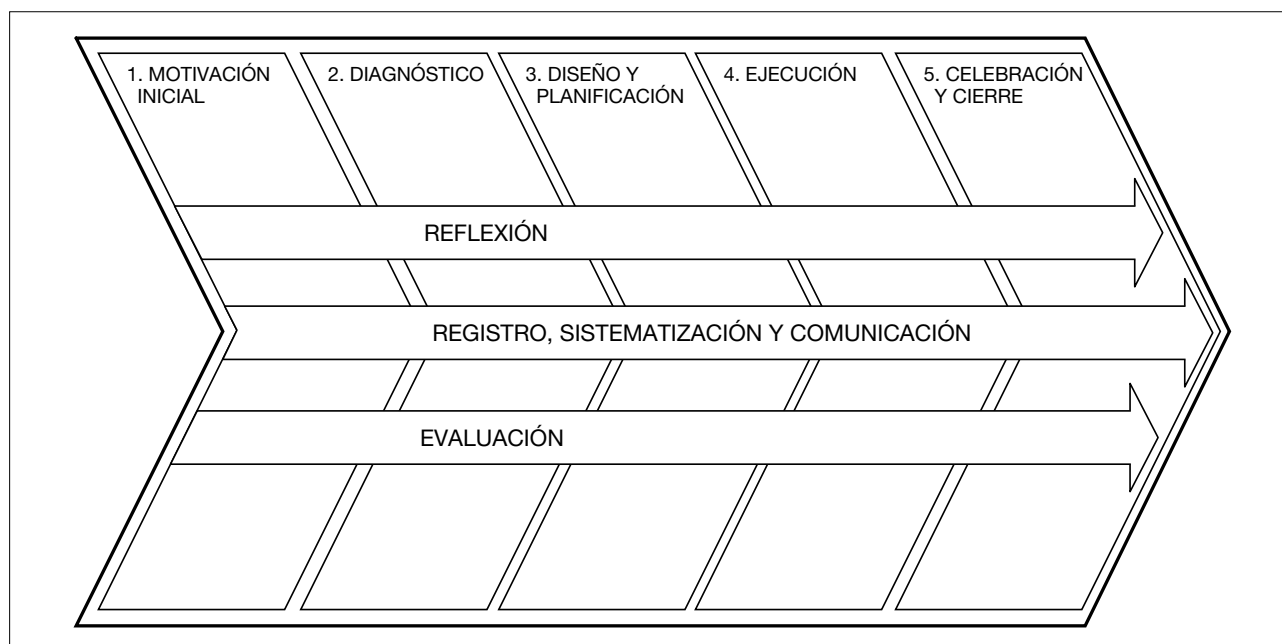 1. MOTIVACIÓN
INICIAL
2. DIAGNÓSTICO
3. DISEÑO Y
PLANIFICACIÓN
4. EJECUCIÓN
5. CELEBRACIÓN
Y CIERRE
REFLEXIÓN
REGISTRO, SISTEMATIZACIÓN Y COMUNICACIÓN
EVALUACIÓN